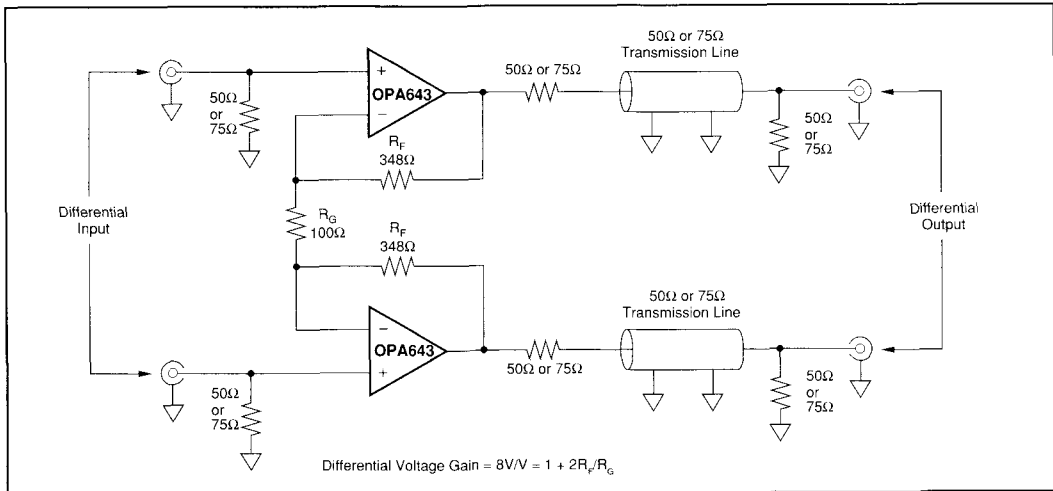 50Ω or 75Ω
Transmission Line
50Ω or 75Ω
50Ω
or
75Ω
+
OPA643
–
50Ω
or
75Ω
R_F
348Ω
Differential
Input
R_G
100Ω
R_F
348Ω
Differential
Output
50Ω or 75Ω
Transmission Line
–
OPA643
+
50Ω or 75Ω
50Ω
or
75Ω
50Ω
or
75Ω
Differential Voltage Gain = 8V/V = 1 + 2R_F/R_G